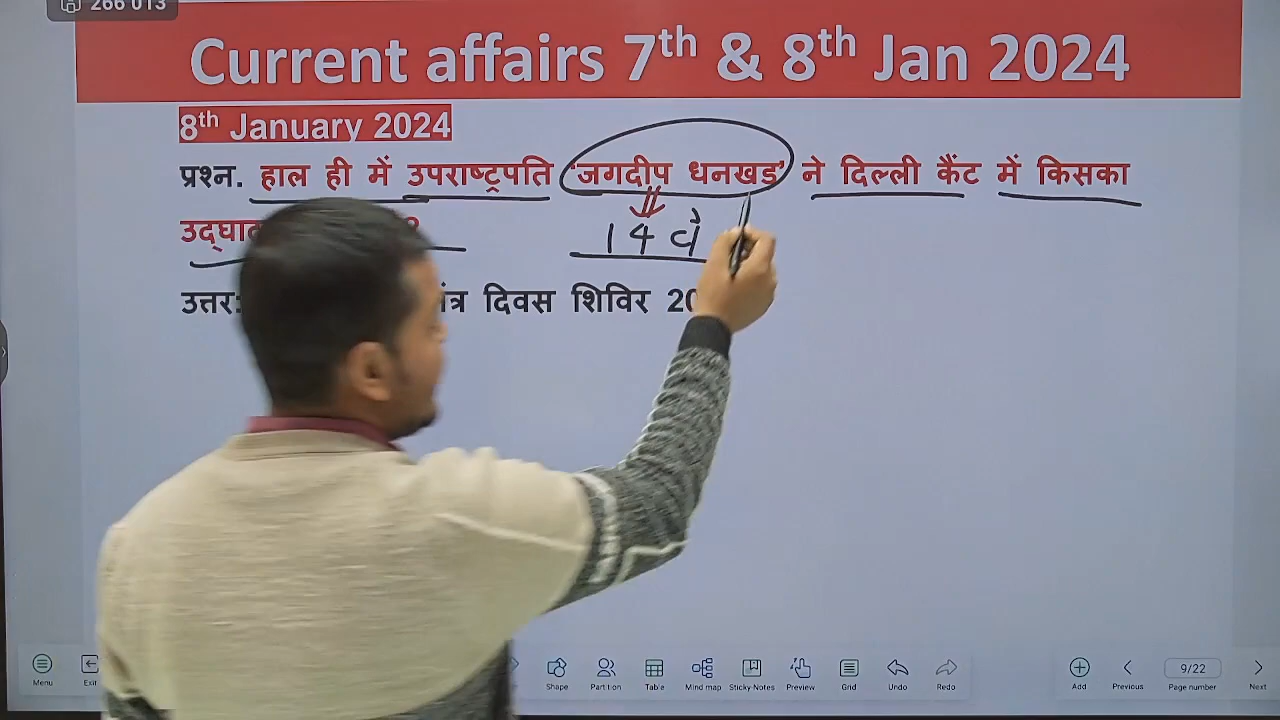 266 013
Current affairs 7th & 8th Jan 2024
8th January 2024
प्रश्न. हाल ही में उपराष्ट्रपति 'जगदीप धनखड' ने दिल्ली कैंट में किसका
14 वें
उत्तर: दिवस शिविर
Menu Shape Partition Table Mind map Sticky Notes Preview Grid Undo Redo Add Previous 9/22 Page number Next